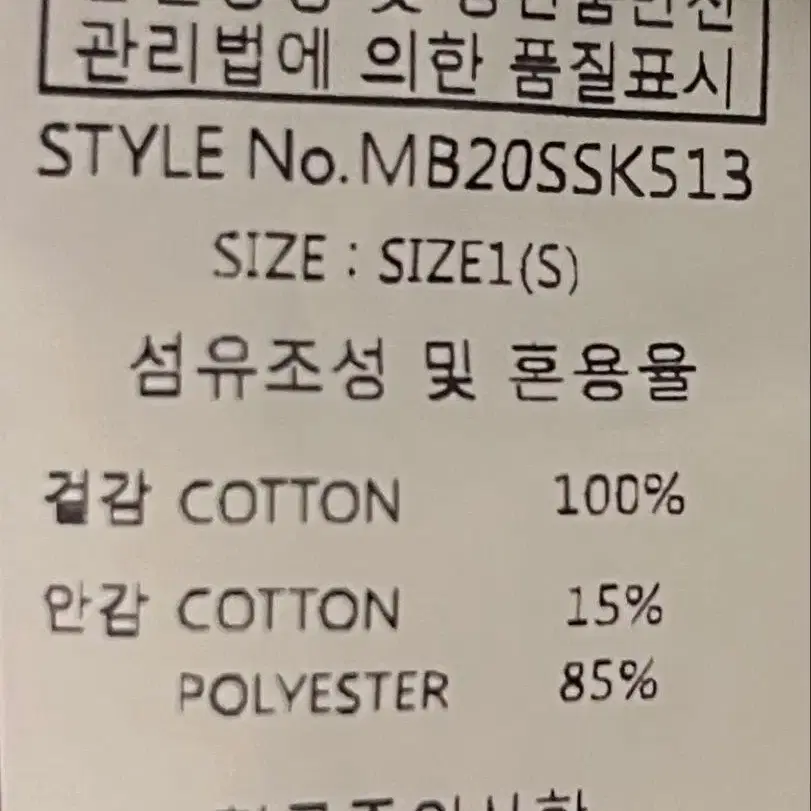 관리법에 의한 품질표시
STYLE No.MB20SSK513
SIZE : SIZE1(S)
섬유조성 및 혼용율
겉감 COTTON 100%
안감 COTTON 15%
POLYESTER 85%